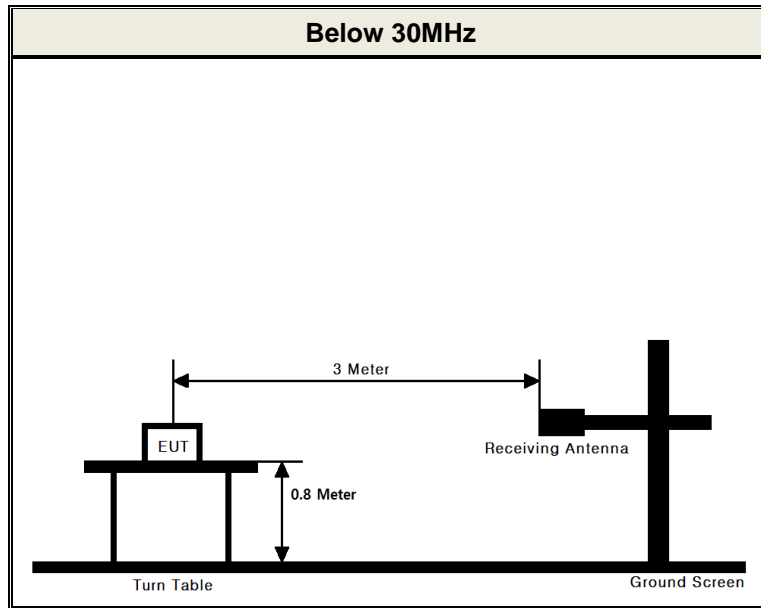 Below 30MHz
3 Meter
EUT
Receiving Antenna
0.8 Meter
Turn Table
Ground Screen